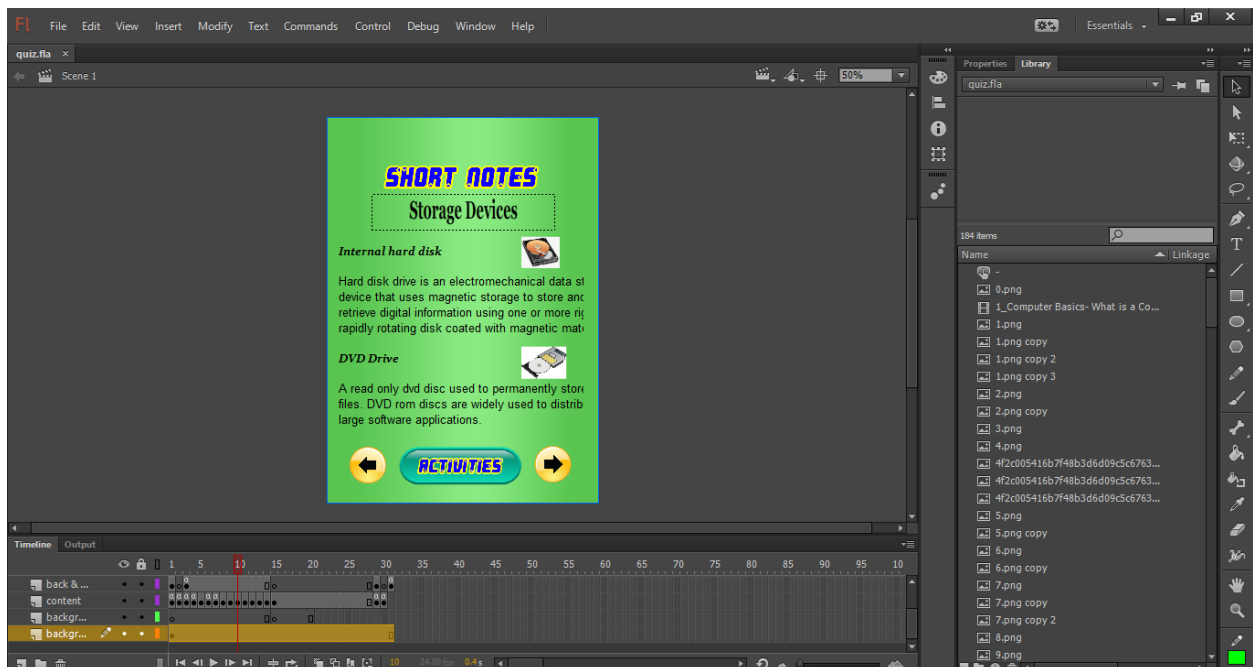 Fl File Edit View Insert Modify Text Commands Control Debug Window Help Essentials
quiz.fla ×
Scene 1 50%
SHORT NOTES
Storage Devices
Internal hard disk
Hard disk drive is an electromechanical data st
device that uses magnetic storage to store and
retrieve digital information using one or more rig
rapidly rotating disk coated with magnetic mate
DVD Drive
A read only dvd disc used to permanently store
files. DVD rom discs are widely used to distrib
large software applications.
ACTIVITIES
Timeline Output
1 5 10 15 20 25 30 35 40 45 50 55 60 65 70 75 80 85 90 95 10
back & ...
content
backgr...
backgr...
10 24.00 fps 0.4 s
Properties Library
quiz.fla
184 items
Name Linkage
-
0.png
1_Computer Basics- What is a Co...
1.png
1.png copy
1.png copy 2
1.png copy 3
2.png
2.png copy
3.png
4.png
4f2c005416b7f48b3d6d09c5c6763...
4f2c005416b7f48b3d6d09c5c6763...
4f2c005416b7f48b3d6d09c5c6763...
5.png
5.png copy
6.png
6.png copy
7.png
7.png copy
7.png copy 2
8.png
9.png